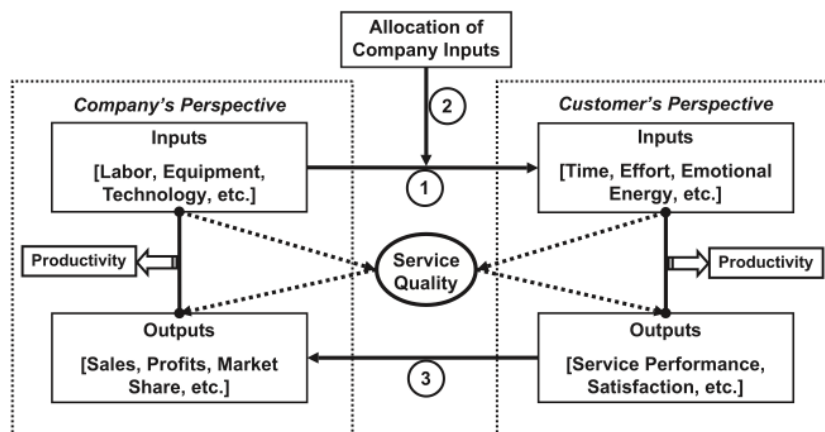 Allocation of
Company Inputs
2
Company's Perspective
Inputs
[Labor, Equipment,
Technology, etc.]
1
Customer's Perspective
Inputs
[Time, Effort, Emotional
Energy, etc.]
Productivity
Service
Quality
Productivity
Outputs
[Sales, Profits, Market
Share, etc.]
3
Outputs
[Service Performance,
Satisfaction, etc.]